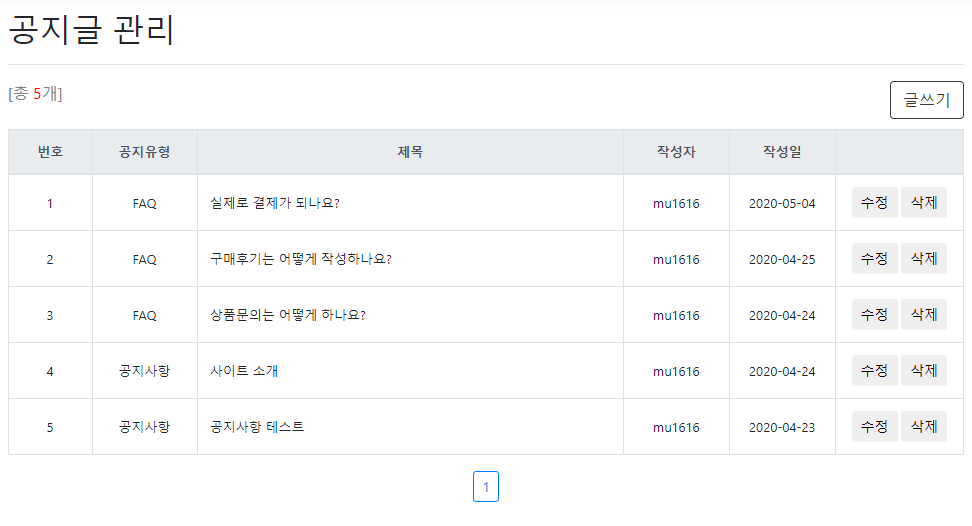 공지글 관리
[총 5개]
글쓰기
번호 공지유형 제목 작성자 작성일
1 FAQ 실제로 결제가 되나요? mu1616 2020-05-04 수정 삭제
2 FAQ 구매후기는 어떻게 작성하나요? mu1616 2020-04-25 수정 삭제
3 FAQ 상품문의는 어떻게 하나요? mu1616 2020-04-24 수정 삭제
4 공지사항 사이트 소개 mu1616 2020-04-24 수정 삭제
5 공지사항 공지사항 테스트 mu1616 2020-04-23 수정 삭제
1